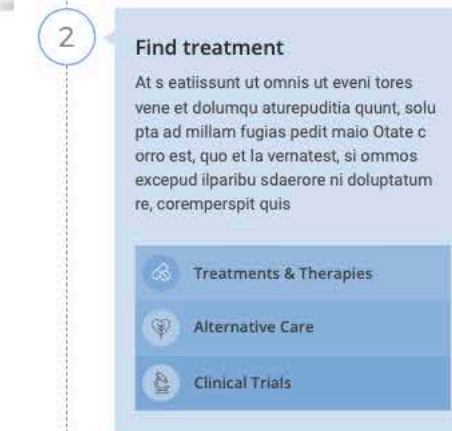 2
Find treatment
At s eatiissunt ut omnis ut eveni tores
vene et dolumqu aturepuditia quunt, solu
pta ad millam fugias pedit maio Otate c
orro est, quo et la vernatest, si ommos
excepud ilparibu sdaerore ni doluptatum
re, coremperspit quis
Treatments & Therapies
Alternative Care
Clinical Trials